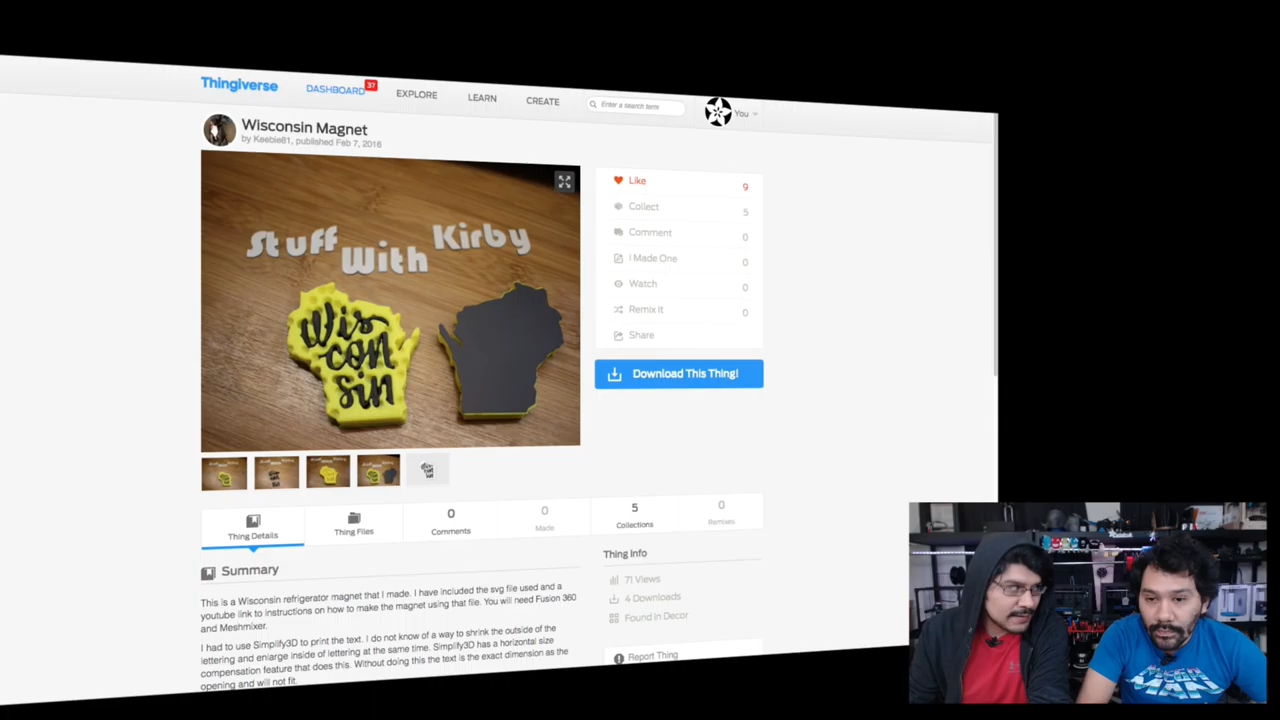 Thingiverse
DASHBOARD
37
EXPLORE
LEARN
CREATE
Enter a search term
You
Wisconsin Magnet
by Keebie81, published Feb 7, 2016
Stuff With Kirby
Wis
con
sin
Like 9
Collect 5
Comment 0
I Made One 0
Watch 0
Remix it 0
Share
Download This Thing!
Thing Details
Thing Files
0
Comments
0
Made
5
Collections
0
Remixes
Summary
This is a Wisconsin refrigerator magnet that I made. I have included the svg file used and a
youtube link to instructions on how to make the magnet using that file. You will need Fusion 360
and Meshmixer.
I had to use Simplify3D to print the text. I do not know of a way to shrink the outside of the
lettering and enlarge inside of lettering at the same time. Simplify3D has a horizontal size
compensation feature that does this. Without doing this the text is the exact dimension as the
opening and will not fit.
Thing Info
71 Views
4 Downloads
Found in Decor
Report Thing
MAN